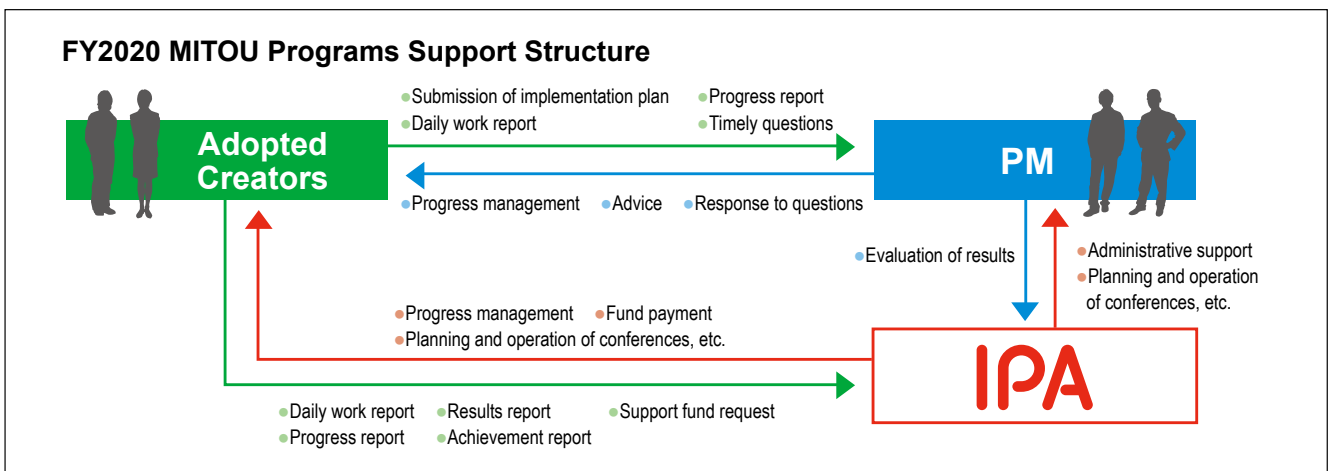 FY2020 MITOU Programs Support Structure
Adopted
Creators
●Submission of implementation plan ●Progress report
●Daily work report ●Timely questions
PM
●Progress management ●Advice ●Response to questions
●Evaluation of results
●Administrative support
●Planning and operation
of conferences, etc.
●Progress management ●Fund payment
●Planning and operation of conferences, etc.
IPA
●Daily work report ●Results report ●Support fund request
●Progress report ●Achievement report